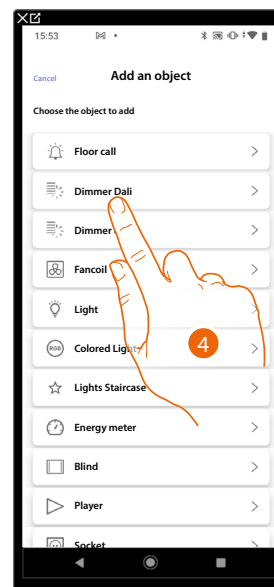 15:53
Cancel
Add an object
Choose the object to add
Floor call
Dimmer Dali
Dimmer
Fancoil
Light
RGB
Colored Light
4
Lights Staircase
Energy meter
Blind
Player
Socket